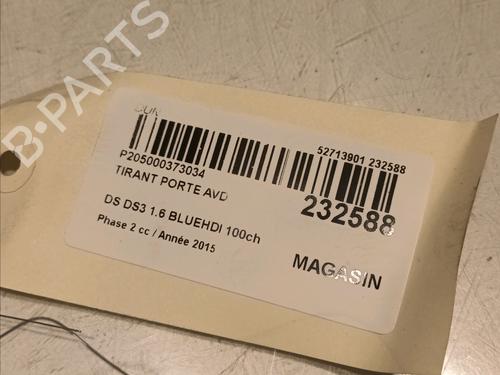 B-PARTS
P205000373034
TIRANT PORTE AVD
DS DS3 1.6 BLUEHDI 100ch
Phase 2 cc / Année 2015
52713901 232588
232588
MAGASIN